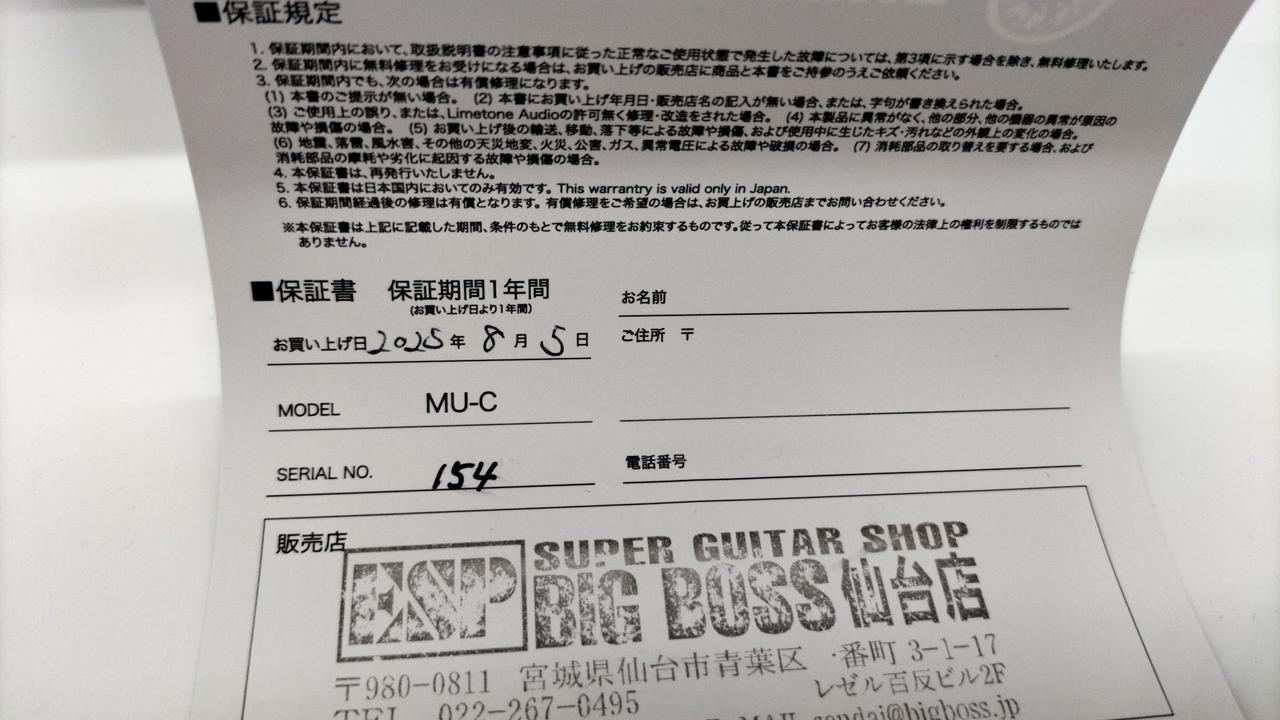 ■保証規定
1. 保証期間内において、取扱説明書の注意事項に従った正常なご使用状態で発生した故障については、第3項に示す場合を除き、無料修理いたします。
2. 保証期間内に無料修理をお受けになる場合は、お買い上げの販売店に商品と本書をご持参のうえご依頼ください。
3. 保証期間内でも、次の場合は有償修理になります。
(1) 本書のご提示が無い場合。 (2) 本書にお買い上げ年月日・販売店名の記入が無い場合、または、字句が書き換えられた場合。
(3) ご使用上の誤り、または、Limetone Audioの許可無く修理・改造をされた場合。 (4) 本製品に異常がなく、他の部分、他の機器の異常が原因の
故障や損傷の場合。 (5) お買い上げ後の輸送、移動、落下等による故障や損傷、および使用中に生じたキズ・汚れなどの外観上の変化の場合。
(6) 地震、落雷、風水害、その他の天災地変、火災、公害、ガス、異常電圧による故障や破損の場合。 (7) 消耗部品の取り替えを要する場合、および
消耗部品の摩耗や劣化に起因する故障や損傷の場合。
4. 本保証書は、再発行いたしません。
5. 本保証書は日本国内においてのみ有効です。This warrantry is valid only in Japan.
6. 保証期間経過後の修理は有償となります。有償修理をご希望の場合は、お買上げの販売店までお問い合わせください。
※本保証書は上記に記載した期間、条件のもとで無料修理をお約束するものです。従って本保証書によってお客様の法律上の権利を制限するものでは
ありません。
■保証書 保証期間1年間
(お買い上げ日より1年間)
お買い上げ日 2025 年 8 月 5 日
MODEL MU-C
SERIAL NO. 154
お名前
ご住所 〒
電話番号
販売店
ESP SUPER GUITAR SHOP
BIG BOSS 仙台店
〒980-0811 宮城県仙台市青葉区 一番町 3-1-17
レゼル百反ビル2F
TEL 022-267-0495
sendai@bigboss.jp